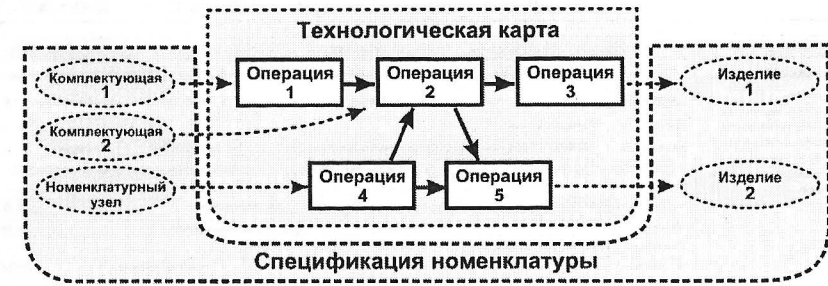 Технологическая карта
Комплектующая
1
Операция
1
Операция
2
Операция
3
Изделие
1
Комплектующая
2
Номенклатурный
узел
Операция
4
Операция
5
Изделие
2
Спецификация номенклатуры